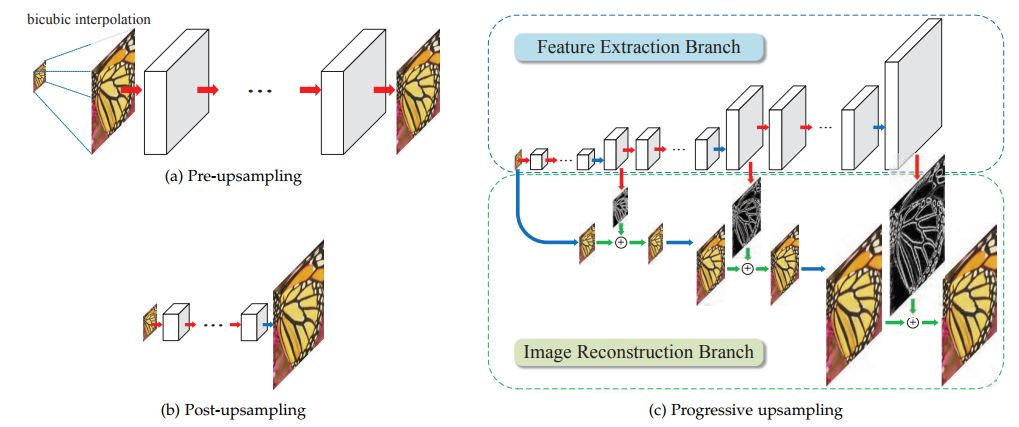 bicubic interpolation
(a) Pre-upsampling
(b) Post-upsampling
Feature Extraction Branch
Image Reconstruction Branch
(c) Progressive upsampling